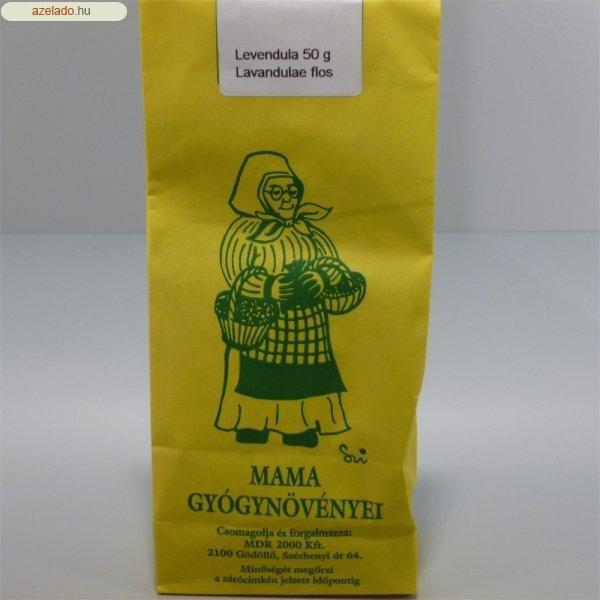 azelado.hu
Levendula 50 g
Lavandulae flos
MAMA
GYÓGYNÖVÉNYEI
Csomagolja és forgalmazza:
MDR 2000 Kft.
2100 Gödöllő, Széchenyi út 64.
Minőségét megőrzi
a zárócímkén jelzett időpontig